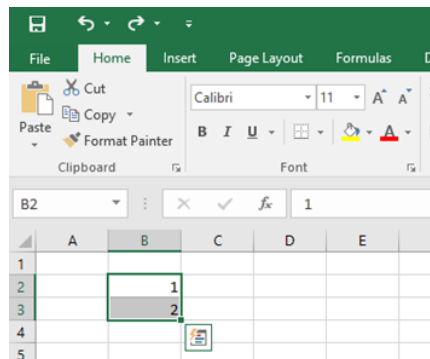 File Home Insert Page Layout Formulas
Cut
Calibri 11 A A
Copy
Paste
Format Painter
B I U A
Clipboard Font
B2 fx 1
A B C D E
1
2 1
3 2
4
5